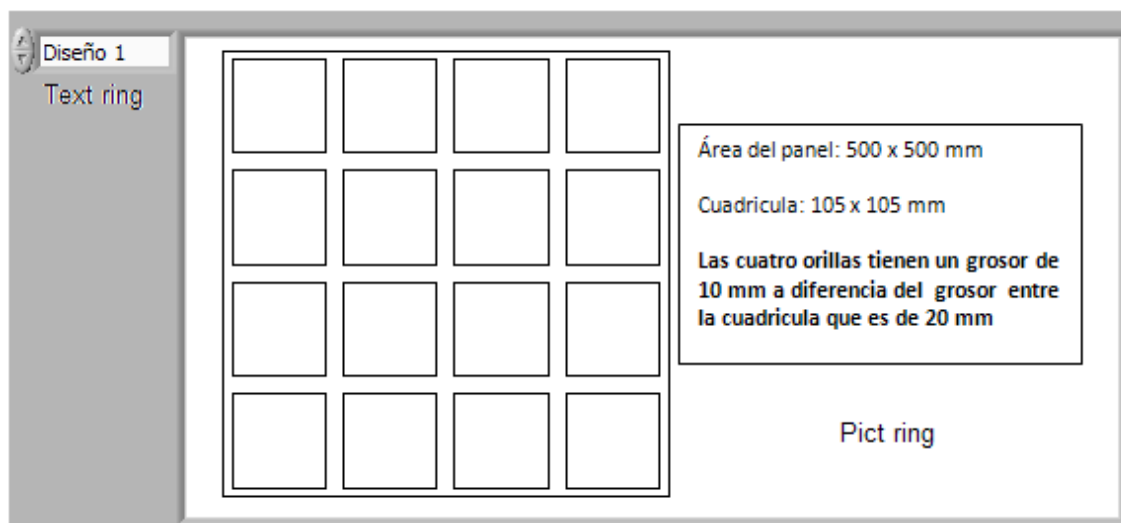 Diseño 1
Text ring
Área del panel: 500 x 500 mm
Cuadricula: 105 x 105 mm
Las cuatro orillas tienen un grosor de
10 mm a diferencia del grosor entre
la cuadricula que es de 20 mm
Pict ring